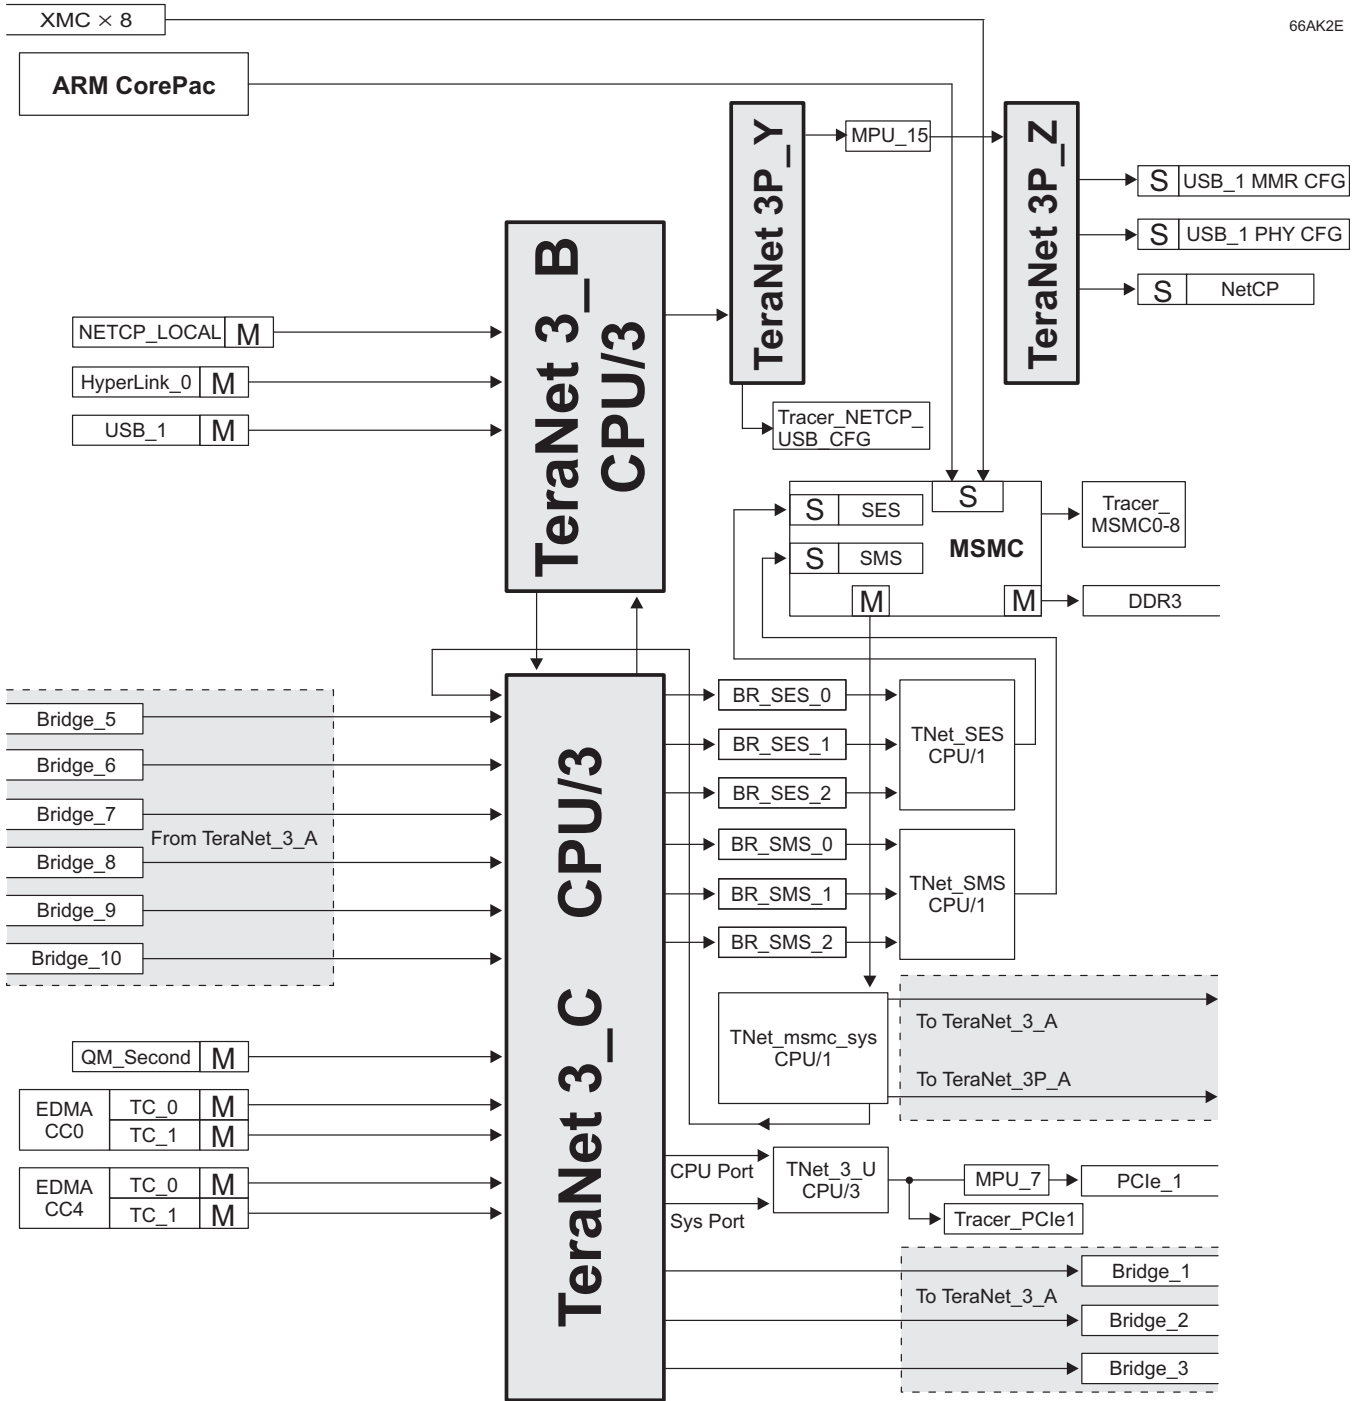 XMC × 8
66AK2E
ARM CorePac
TeraNet 3P_Y
MPU_15
TeraNet 3P_Z
S USB_1 MMR CFG
S USB_1 PHY CFG
S NetCP
TeraNet 3_B
CPU/3
NETCP_LOCAL M
HyperLink_0 M
USB_1 M
Tracer_NETCP_
USB_CFG
S
S SES
S SMS
MSMC
M
M
Tracer_
MSMC0-8
DDR3
Bridge_5
Bridge_6
Bridge_7
From TeraNet_3_A
Bridge_8
Bridge_9
Bridge_10
TeraNet 3_C CPU/3
BR_SES_0
BR_SES_1
BR_SES_2
TNet_SES
CPU/1
BR_SMS_0
BR_SMS_1
BR_SMS_2
TNet_SMS
CPU/1
TNet_msmc_sys
CPU/1
To TeraNet_3_A
To TeraNet_3P_A
QM_Second M
EDMA
CC0
TC_0 M
TC_1 M
EDMA
CC4
TC_0 M
TC_1 M
CPU Port
Sys Port
TNet_3_U
CPU/3
MPU_7
PCIe_1
Tracer_PCIe1
To TeraNet_3_A
Bridge_1
Bridge_2
Bridge_3